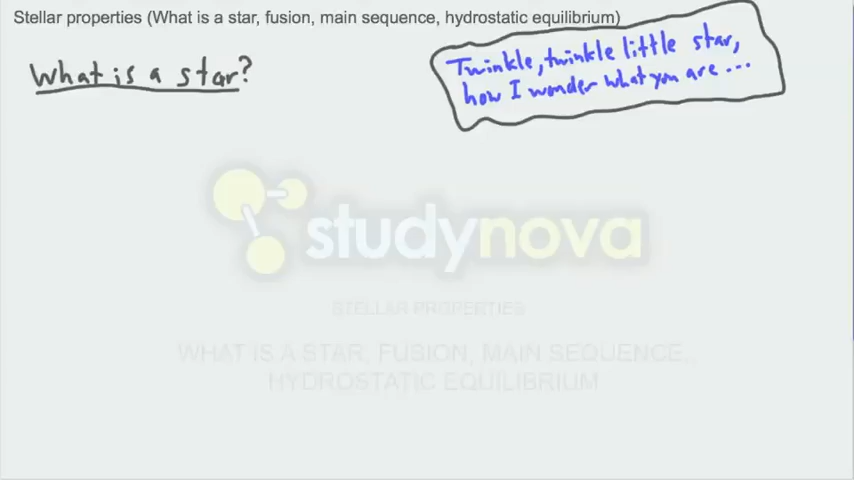 Stellar properties (What is a star, fusion, main sequence, hydrostatic equilibrium)
What is a star?
Twinkle, twinkle little star,
how I wonder what you are ...
studynova
STELLAR PROPERTIES
WHAT IS A STAR, FUSION, MAIN SEQUENCE,
HYDROSTATIC EQUILIBRIUM